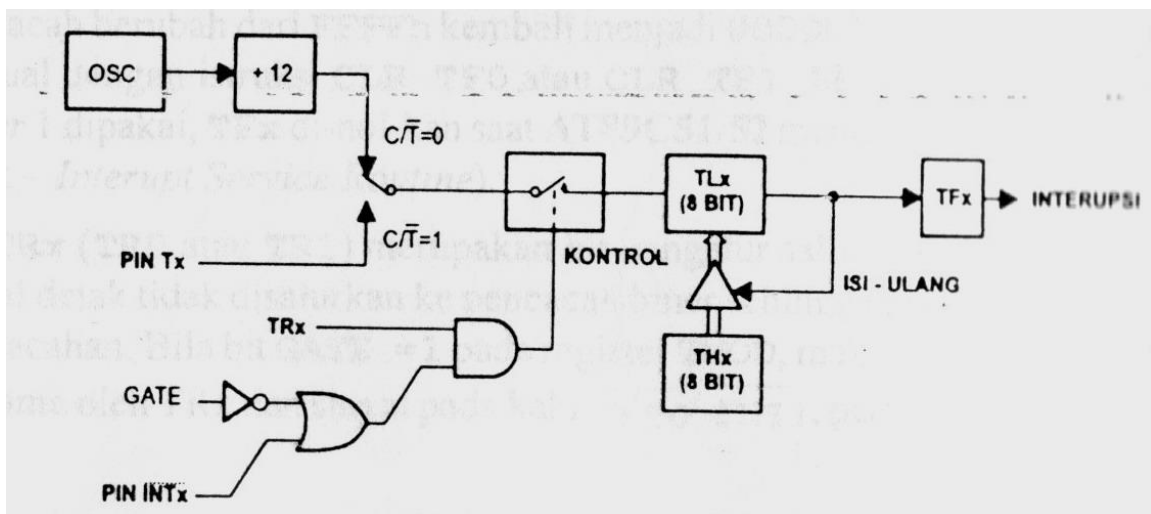 OSC
÷ 12
C/T̅=0
C/T̅=1
PIN Tx
KONTROL
TLx
(8 BIT)
TFx
INTERUPSI
ISI - ULANG
THx
(8 BIT)
TRx
GATE
PIN I̅N̅T̅x